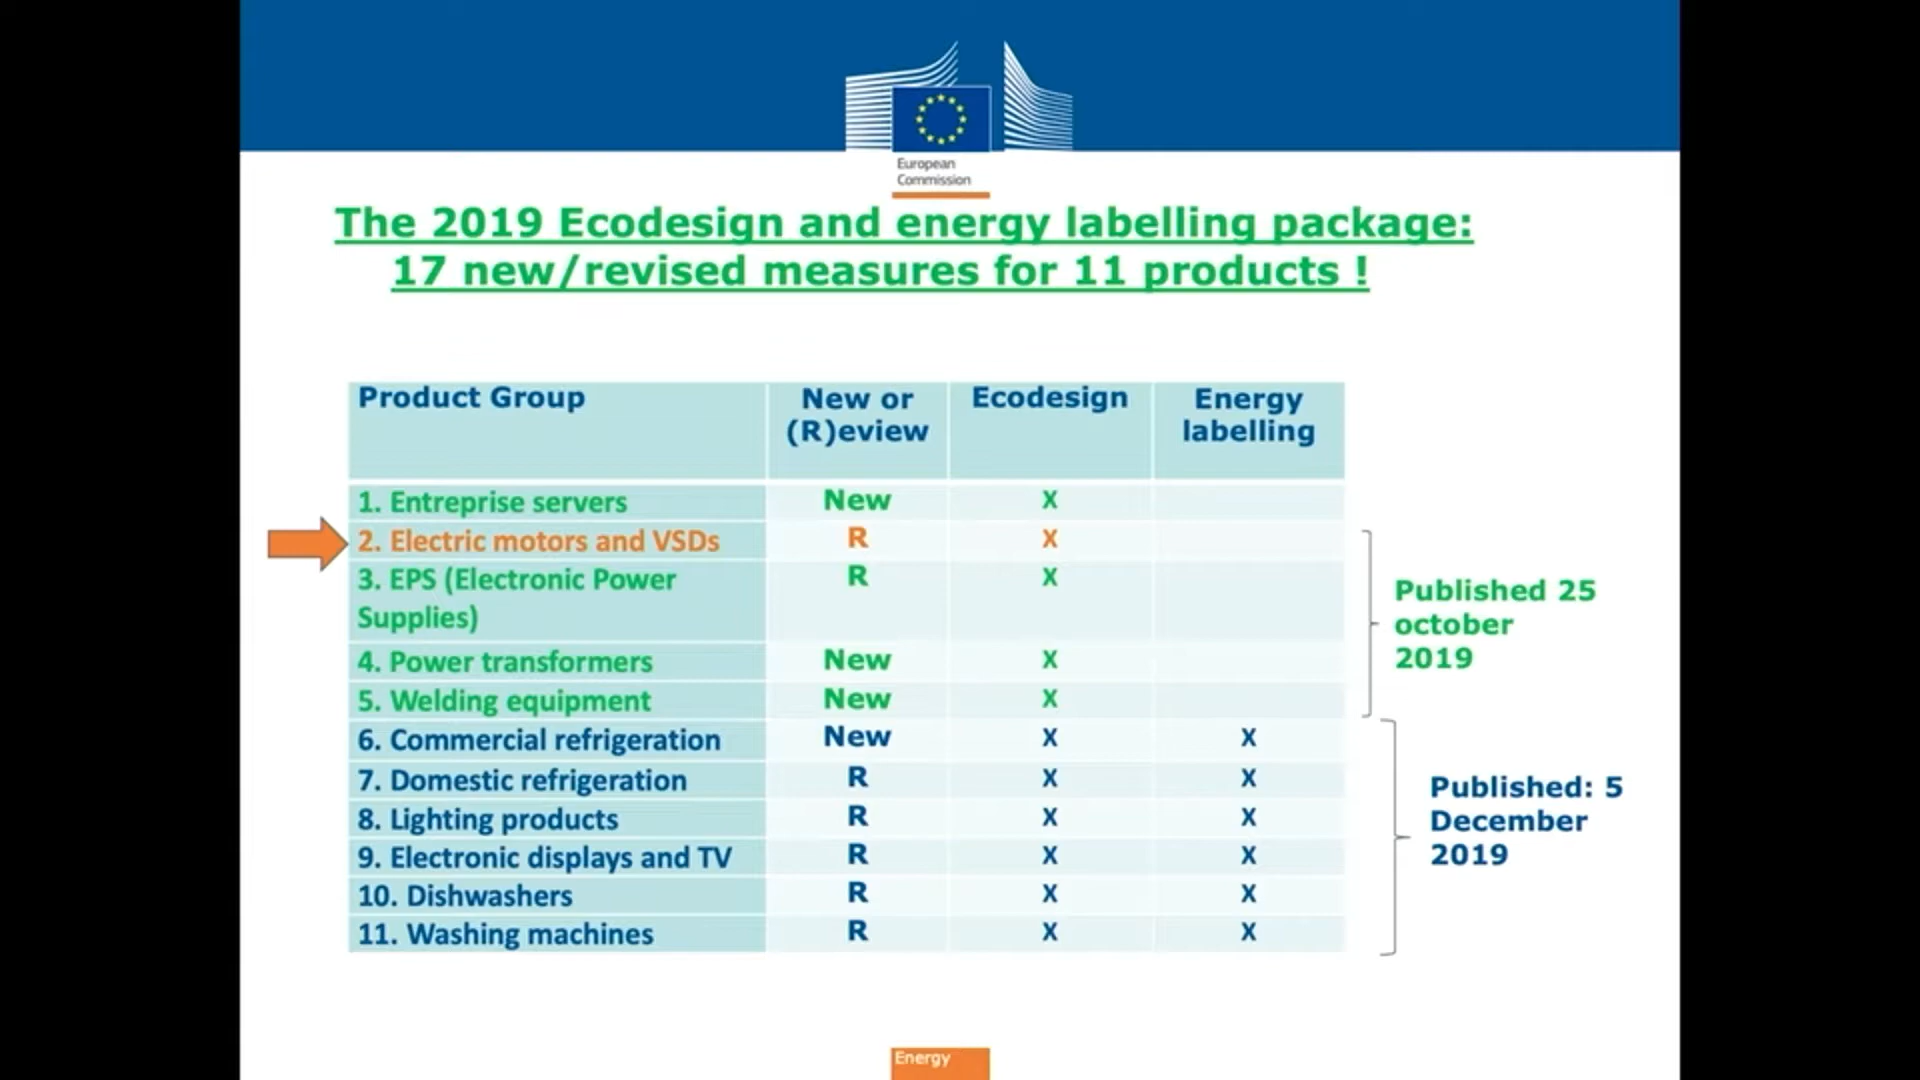 European
Commission
The 2019 Ecodesign and energy labelling package:
17 new/revised measures for 11 products !
Product Group
New or
(R)eview
Ecodesign
Energy
labelling
1. Entreprise servers New X
2. Electric motors and VSDs R X
3. EPS (Electronic Power
Supplies)
R X
4. Power transformers New X
5. Welding equipment New X
6. Commercial refrigeration New X X
7. Domestic refrigeration R X X
8. Lighting products R X X
9. Electronic displays and TV R X X
10. Dishwashers R X X
11. Washing machines R X X
Published 25
october
2019
Published: 5
December
2019
Energy